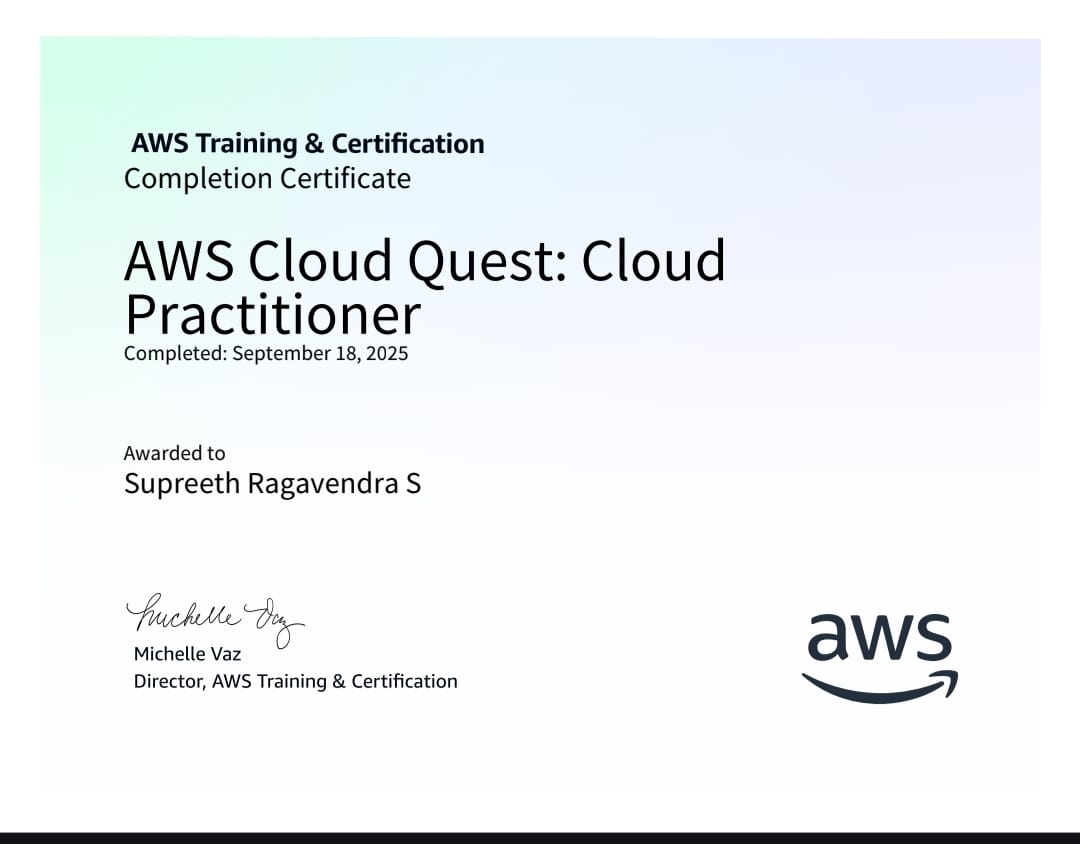 AWS Training & Certification
Completion Certificate
AWS Cloud Quest: Cloud
Practitioner
Completed: September 18, 2025
Awarded to
Supreeth Ragavendra S
Michelle Vaz
Michelle Vaz
Director, AWS Training & Certification
aws